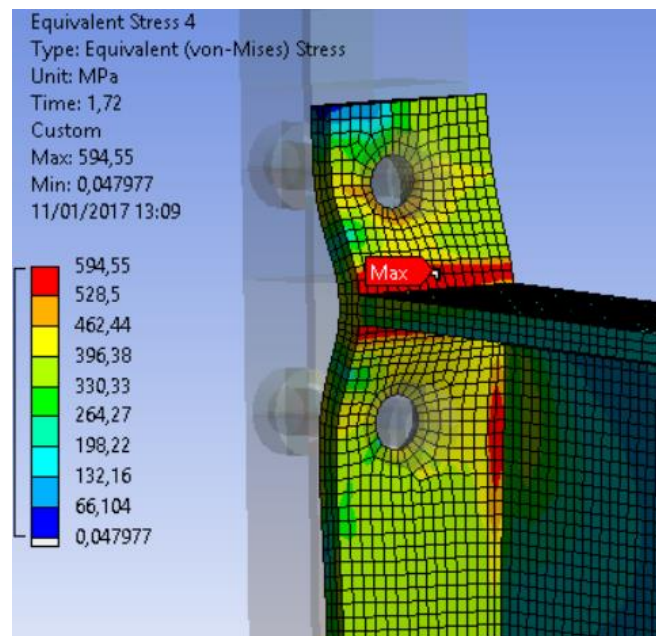 Equivalent Stress 4
Type: Equivalent (von-Mises) Stress
Unit: MPa
Time: 1,72
Custom
Max: 594,55
Min: 0,047977
11/01/2017 13:09
594,55
528,5
462,44
396,38
330,33
264,27
198,22
132,16
66,104
0,047977
Max